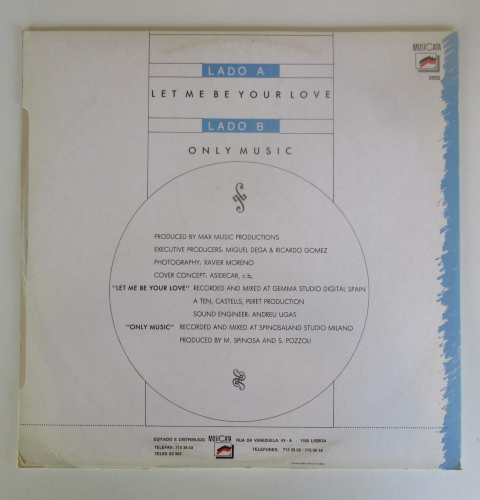 MUSICATA
LADO A:
LET ME BE YOUR LOVE
LADO B:
ONLY MUSIC
PRODUCED BY MAX MUSIC PRODUCTIONS
EXECUTIVE PRODUCERS: MIGUEL DEGA & RICARDO GOMEZ
PHOTOGRAPHY: XAVIER MORENO
COVER CONCEPT: ASIDECAR, c.b,
"LET ME BE YOUR LOVE" RECORDED AND MIXED AT GEMMA STUDIO DIGITAL SPAIN
A TEN, CASTELLS, PERET PRODUCTION
SOUND ENGINEER: ANDREU UGAS
"ONLY MUSIC" RECORDED AND MIXED AT SPINOSALAND STUDIO MILANO
PRODUCED BY M. SPINOSA AND S. POZZOLI
EDITADO E DISTRIBUIDO MUSICATA RUA DA VENEZUELA, 43 - A - 1500 LISBOA